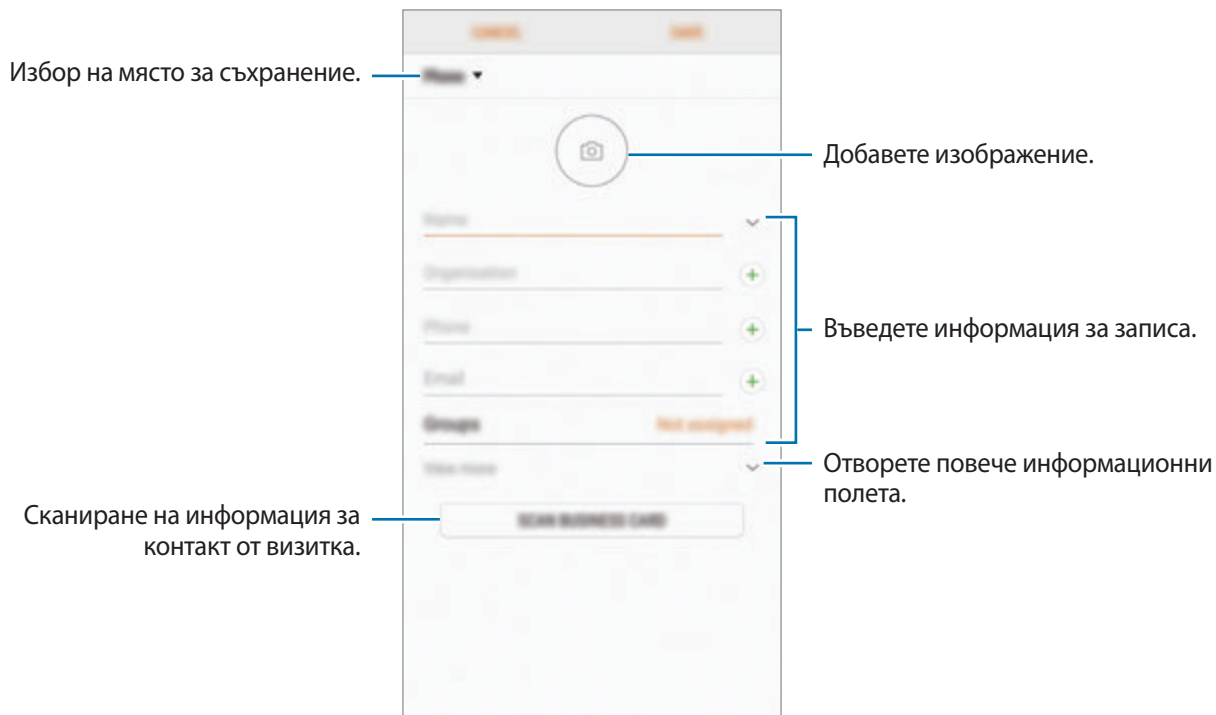 CANCEL
SAVE
Избор на място за съхранение.
Phone
Добавете изображение.
Name
Organization
Phone
Въведете информация за записа.
Email
Groups
Not assigned
View more
Отворете повече информационни
полета.
Сканиране на информация за
контакт от визитка.
SCAN BUSINESS CARD